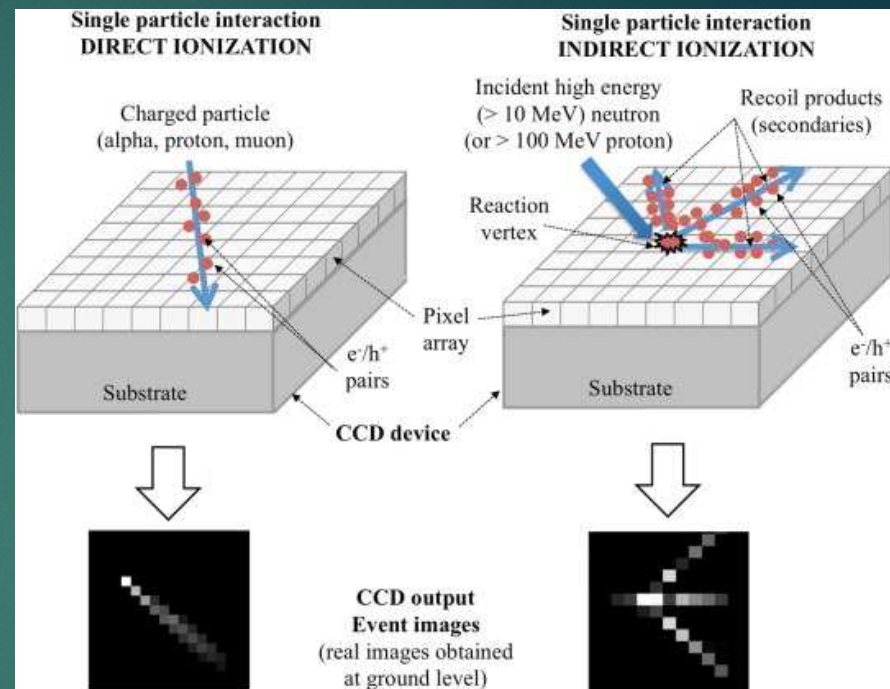 Single particle interaction
DIRECT IONIZATION
Charged particle
(alpha, proton, muon)
e⁻/h⁺
pairs
Substrate
Single particle interaction
INDIRECT IONIZATION
Incident high energy
(> 10 MeV) neutron
(or > 100 MeV proton)
Recoil products
(secondaries)
Reaction
vertex
Pixel
array
e⁻/h⁺
pairs
Substrate
CCD device
CCD output
Event images
(real images obtained
at ground level)